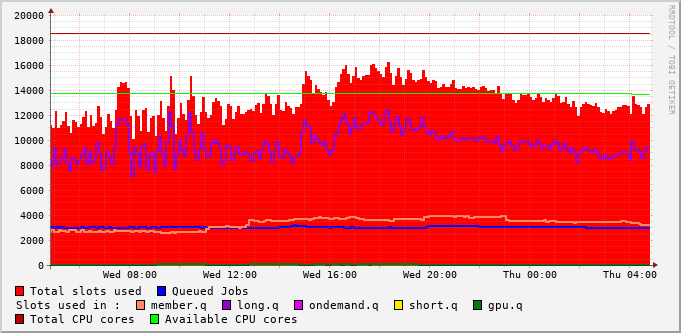 20000
18000
16000
14000
12000
10000
8000
6000
4000
2000
0
Wed 08:00 Wed 12:00 Wed 16:00 Wed 20:00 Thu 00:00 Thu 04:00
Total slots used Queued Jobs
Slots used in : member.q long.q ondemand.q short.q gpu.q
Total CPU cores Available CPU cores
RRDTOOL / TOBI OETIKER